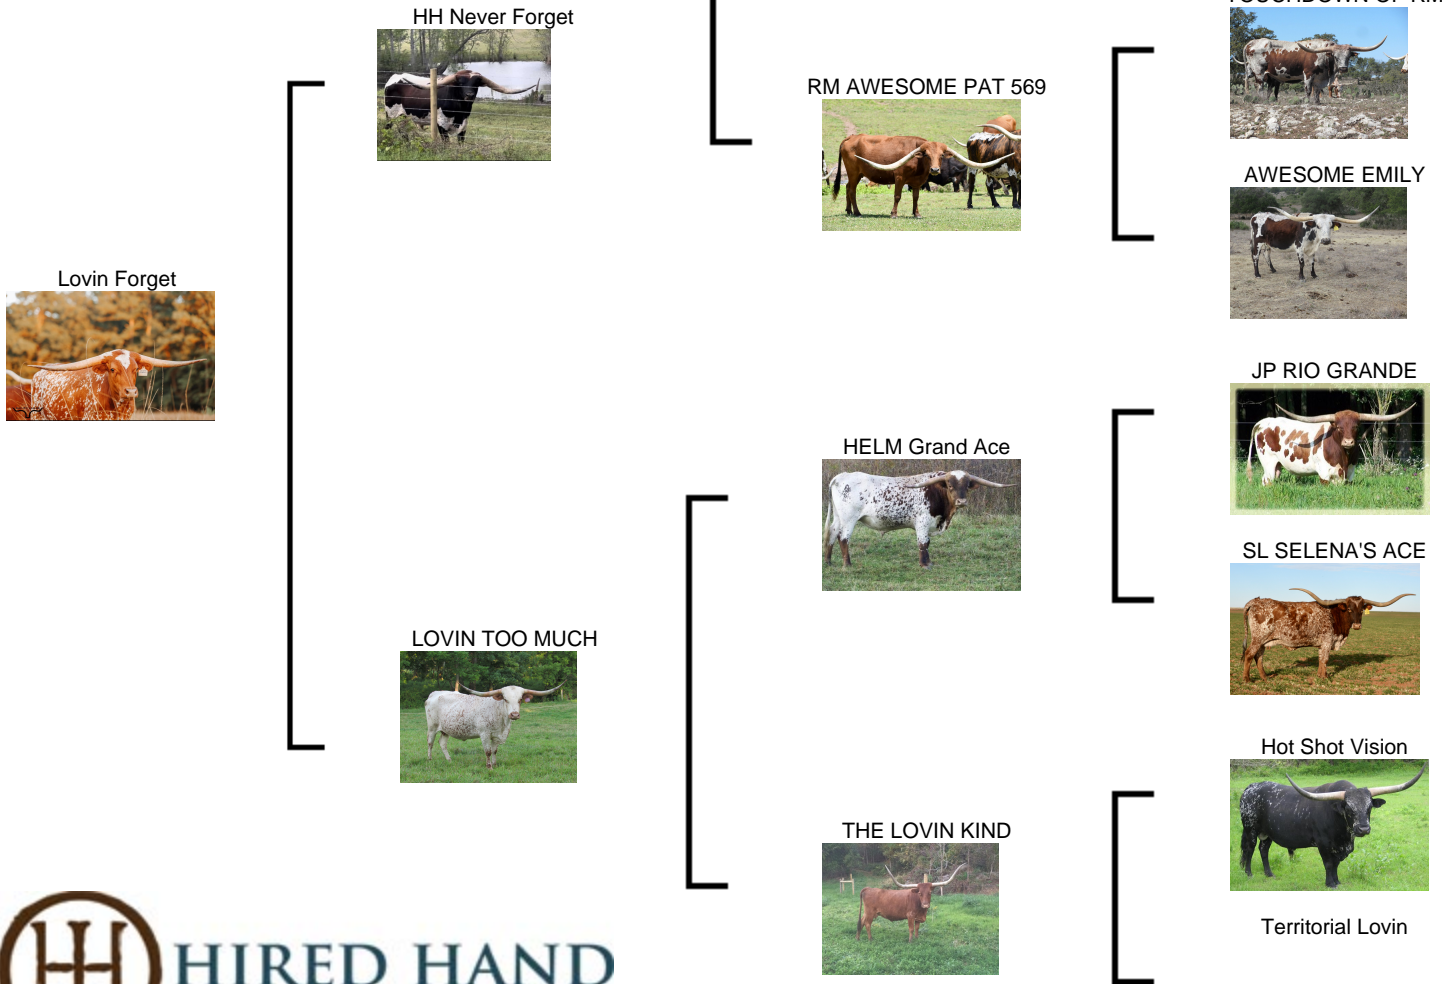 HH Never Forget
RM AWESOME PAT 569
AWESOME EMILY
Lovin Forget
JP RIO GRANDE
HELM Grand Ace
SL SELENA'S ACE
LOVIN TOO MUCH
Hot Shot Vision
THE LOVIN KIND
Territorial Lovin
HIRED HAND